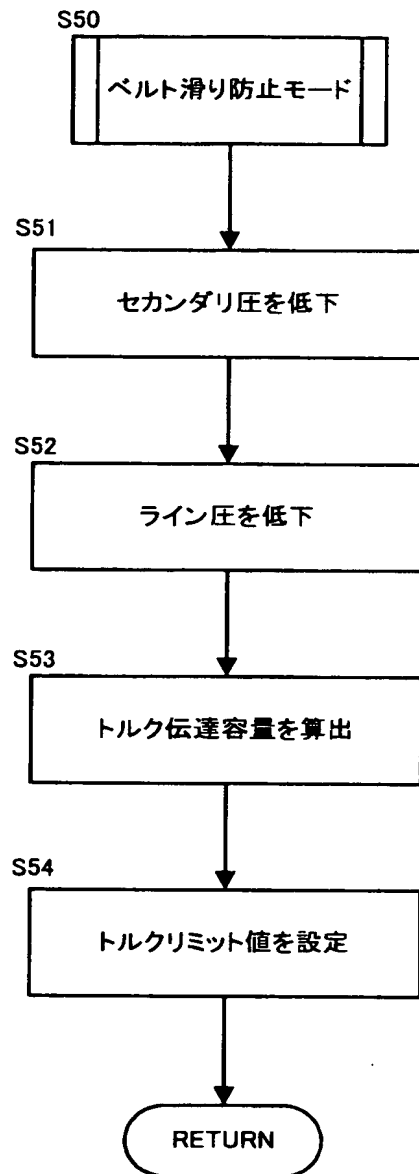 S50
ベルト滑り防止モード
S51
セカンダリ圧を低下
S52
ライン圧を低下
S53
トルク伝達容量を算出
S54
トルクリミット値を設定
RETURN